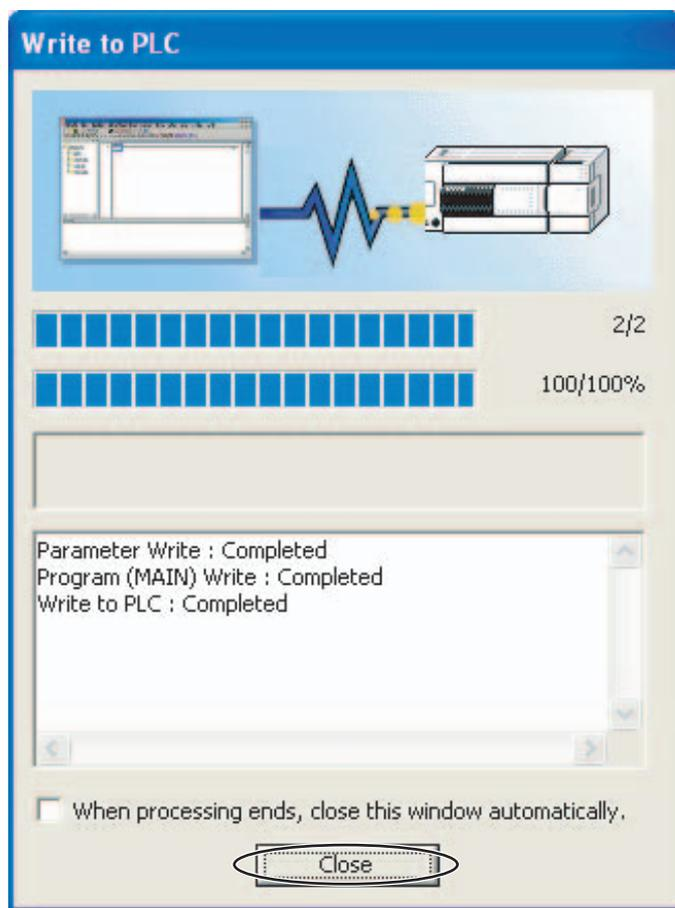 Write to PLC
2/2
100/100%
Parameter Write : Completed
Program (MAIN) Write : Completed
Write to PLC : Completed
When processing ends, close this window automatically.
Close